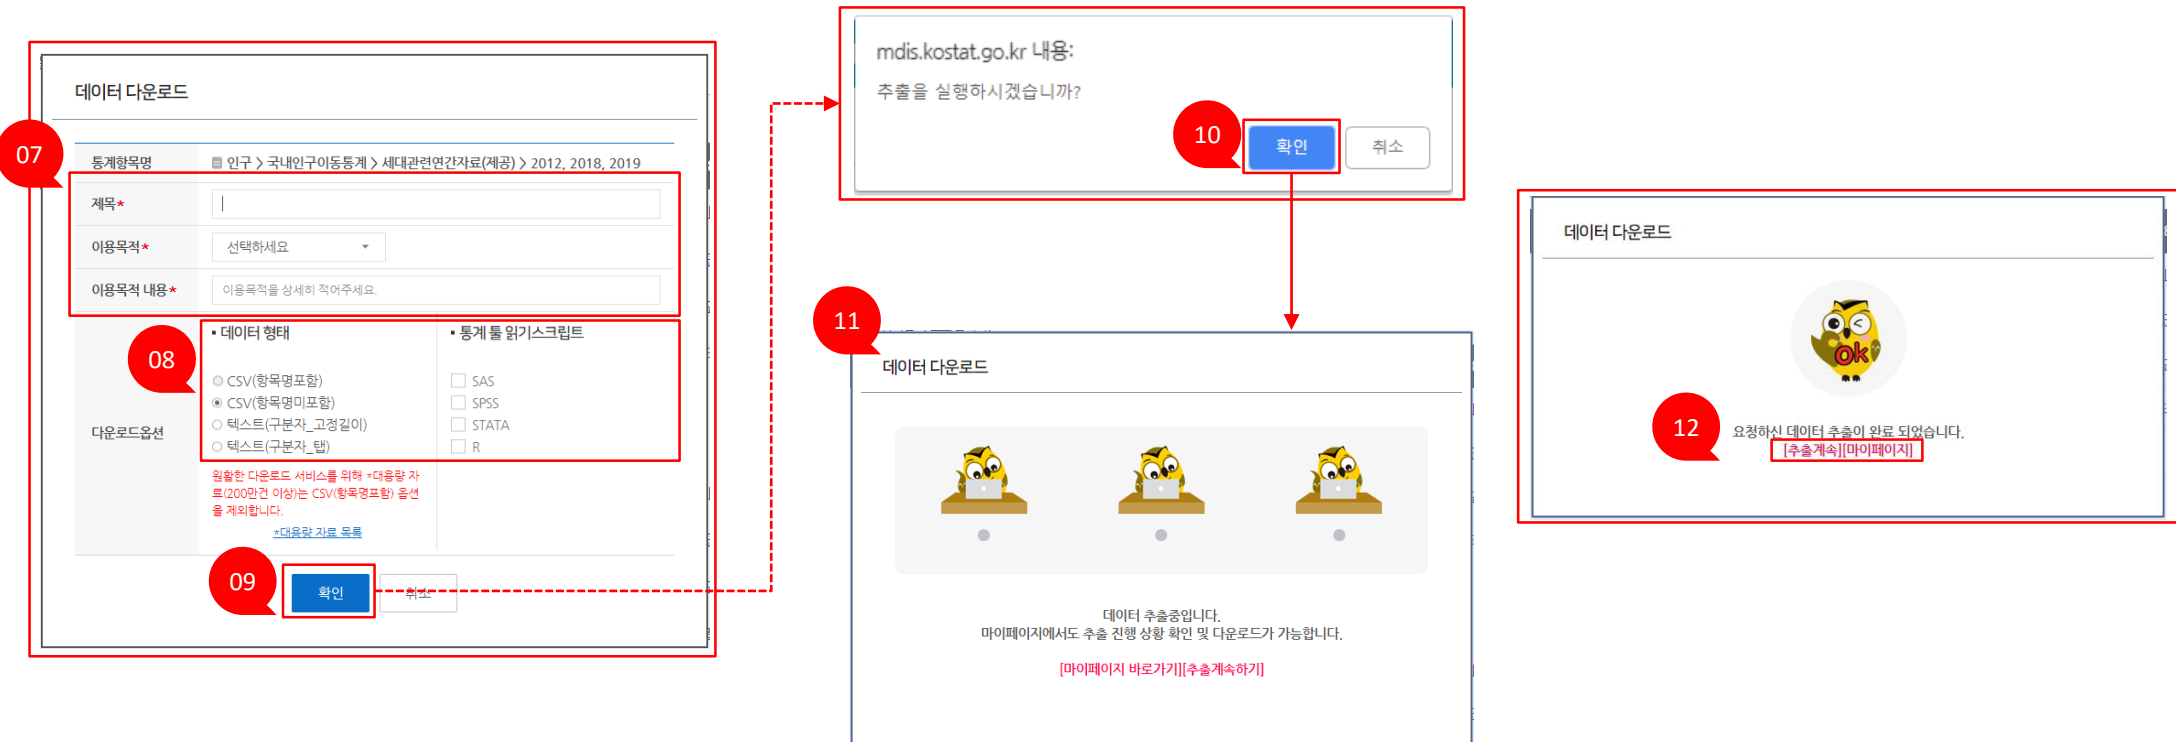 데이터 다운로드
07
통계항목명
인구 > 국내인구이동통계 > 세대관련연간자료(제공) > 2012, 2018, 2019
제목*
이용목적*
선택하세요
이용목적 내용*
이용목적을 상세히 적어주세요.
08
다운로드옵션
▪ 데이터 형태
CSV(항목명포함)
CSV(항목명미포함)
텍스트(구분자_고정길이)
텍스트(구분자_탭)
원활한 다운로드 서비스를 위해 *대용량 자
료(200만건 이상)는 CSV(항목명포함) 옵션
을 제외합니다.
*대용량 자료 목록
▪ 통계 툴 읽기스크립트
SAS
SPSS
STATA
R
09
확인
취소
mdis.kostat.go.kr 내용:
추출을 실행하시겠습니까?
10
확인
취소
11
데이터 다운로드
데이터 추출중입니다.
마이페이지에서도 추출 진행 상황 확인 및 다운로드가 가능합니다.
[마이페이지 바로가기][추출계속하기]
데이터 다운로드
Ok
12
요청하신 데이터 추출이 완료 되었습니다.
[추출계속][마이페이지]